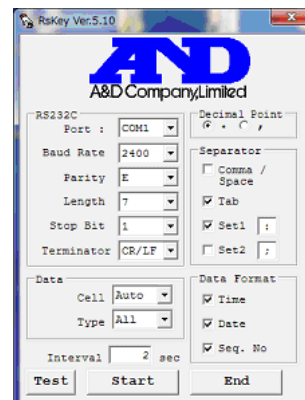 RsKey Ver.5.10
AND
A&D Company,Limited
RS232C
Port : COM1
Baud Rate 2400
Parity E
Length 7
Stop Bit 1
Terminator CR/LF
Decimal Point
. ,
Separator
Comma /
Space
Tab
Set1 :
Set2 ;
Data
Cell Auto
Type All
Interval 2 sec
Data Format
Time
Date
Seq. No
Test Start End